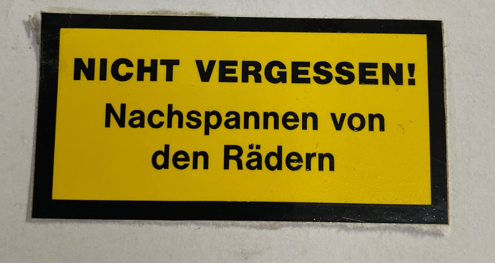 NICHT VERGESSEN!
Nachspannen von
den Rädern